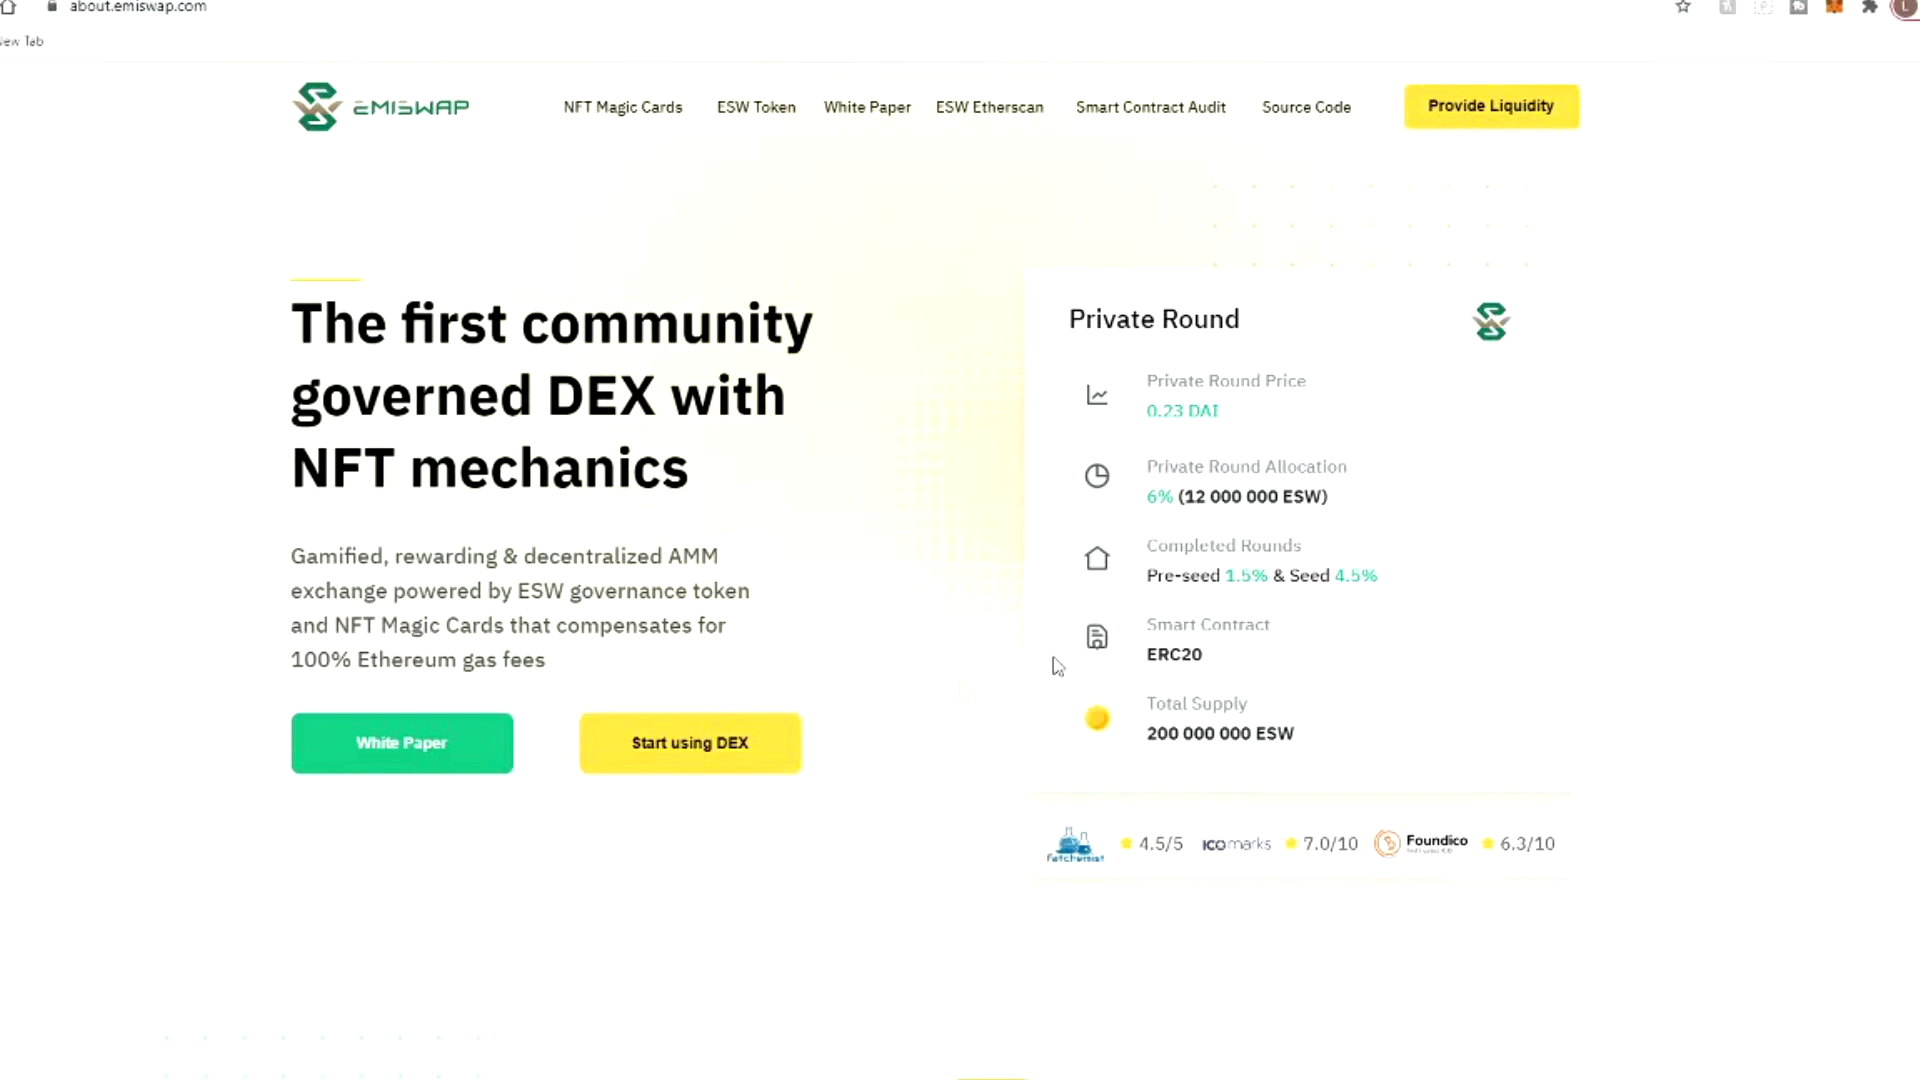 about.emiswap.com
New Tab
EMISWAP
NFT Magic Cards
ESW Token
White Paper
ESW Etherscan
Smart Contract Audit
Source Code
Provide Liquidity
The first community
governed DEX with
NFT mechanics
Gamified, rewarding & decentralized AMM
exchange powered by ESW governance token
and NFT Magic Cards that compensates for
100% Ethereum gas fees
White Paper
Start using DEX
Private Round
Private Round Price
0.23 DAI
Private Round Allocation
6% (12 000 000 ESW)
Completed Rounds
Pre-seed 1.5% & Seed 4.5%
Smart Contract
ERC20
Total Supply
200 000 000 ESW
4.5/5
ICOmarks
7.0/10
Foundico
6.3/10
L